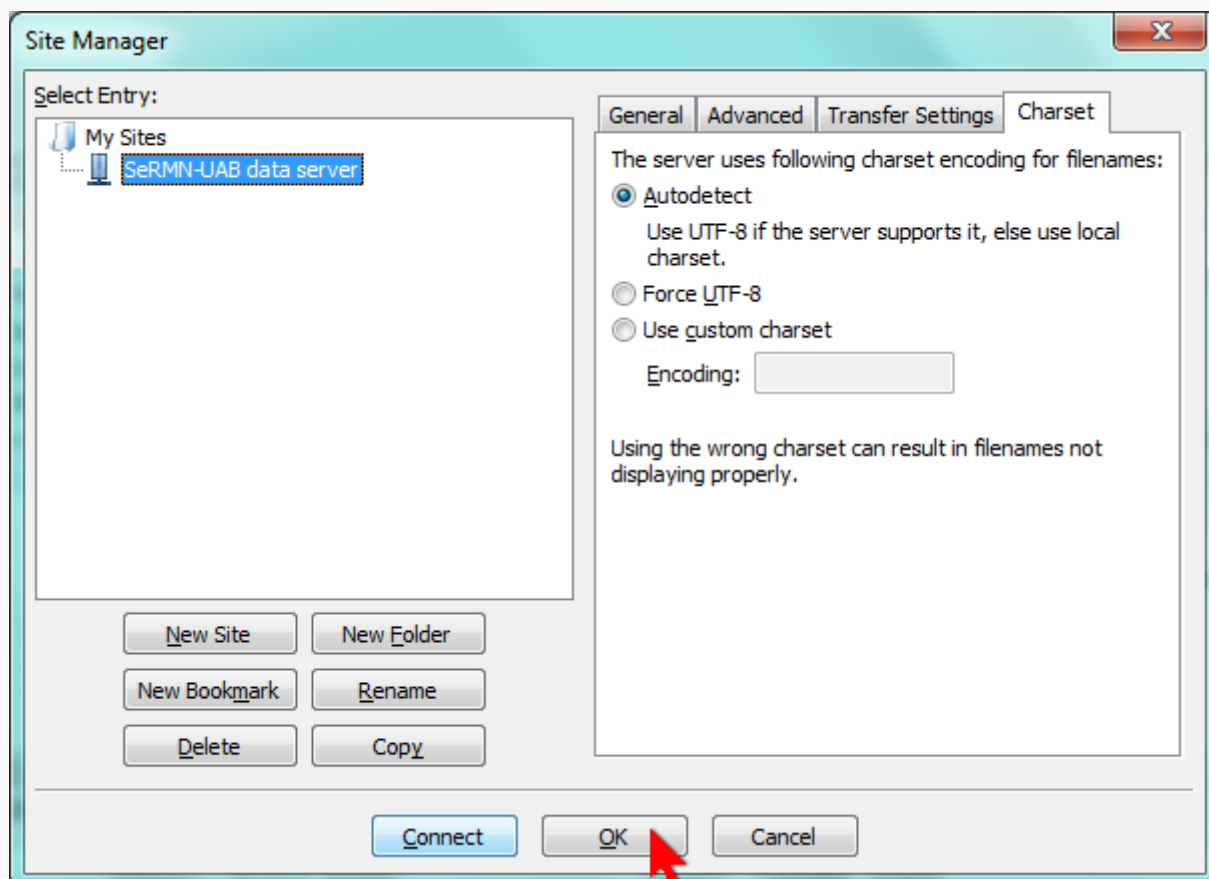 Site Manager
X
Select Entry:
My Sites
SeRMN-UAB data server
New Site
New Folder
New Bookmark
Rename
Delete
Copy
General
Advanced
Transfer Settings
Charset
The server uses following charset encoding for filenames:
Autodetect
Use UTF-8 if the server supports it, else use local
charset.
Force UTF-8
Use custom charset
Encoding:
Using the wrong charset can result in filenames not
displaying properly.
Connect
OK
Cancel